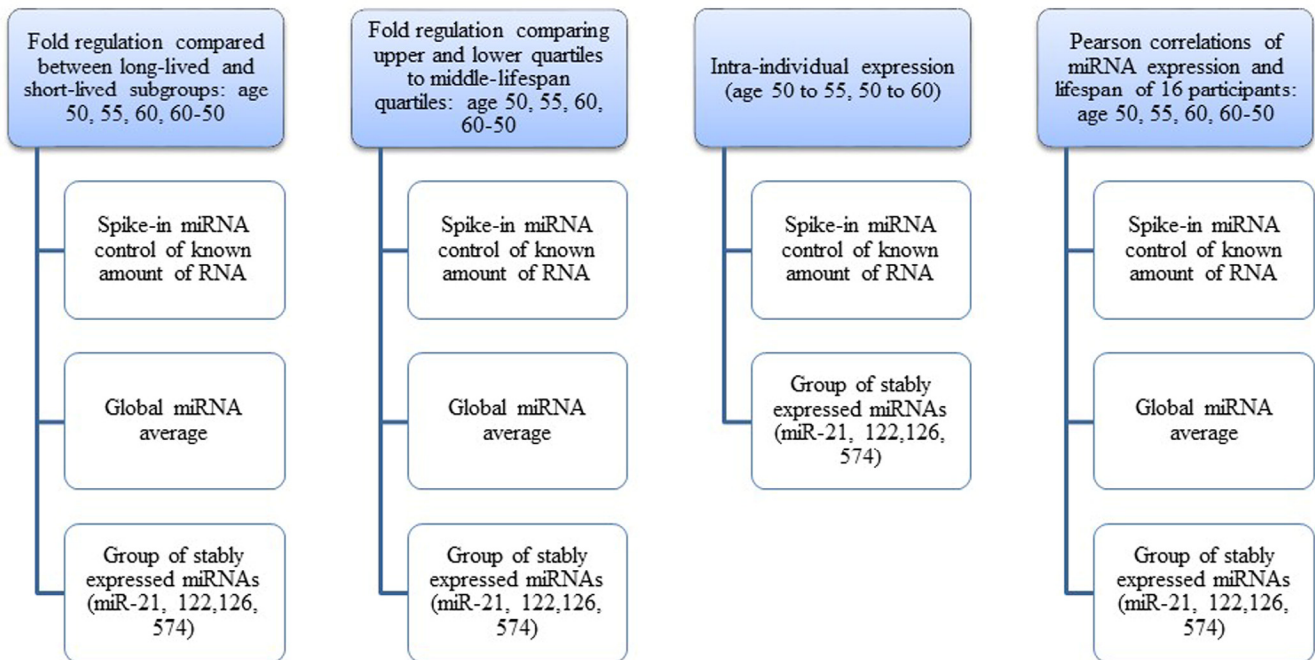 Fold regulation compared
between long-lived and
short-lived subgroups: age
50, 55, 60, 60-50
Spike-in miRNA
control of known
amount of RNA
Global miRNA
average
Group of stably
expressed miRNAs
(miR-21, 122,126,
574)
Fold regulation comparing
upper and lower quartiles
to middle-lifespan
quartiles: age 50, 55, 60,
60-50
Spike-in miRNA
control of known
amount of RNA
Global miRNA
average
Group of stably
expressed miRNAs
(miR-21, 122,126,
574)
Intra-individual expression
(age 50 to 55, 50 to 60)
Spike-in miRNA
control of known
amount of RNA
Group of stably
expressed miRNAs
(miR-21, 122,126,
574)
Pearson correlations of
miRNA expression and
lifespan of 16 participants:
age 50, 55, 60, 60-50
Spike-in miRNA
control of known
amount of RNA
Global miRNA
average
Group of stably
expressed miRNAs
(miR-21, 122,126,
574)